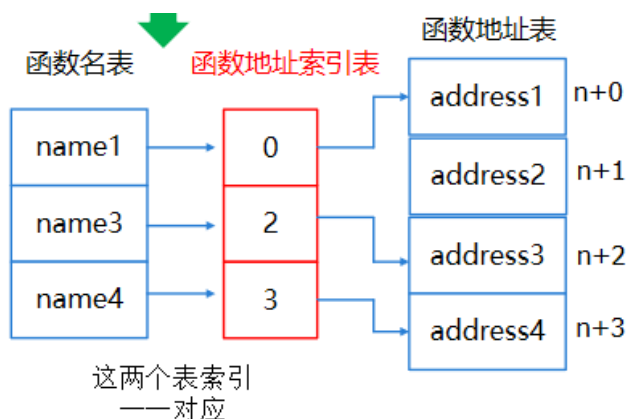 函数名表
函数地址索引表
函数地址表
name1
0
address1
n+0
address2
n+1
name3
2
address3
n+2
name4
3
address4
n+3
这两个表索引
一一对应